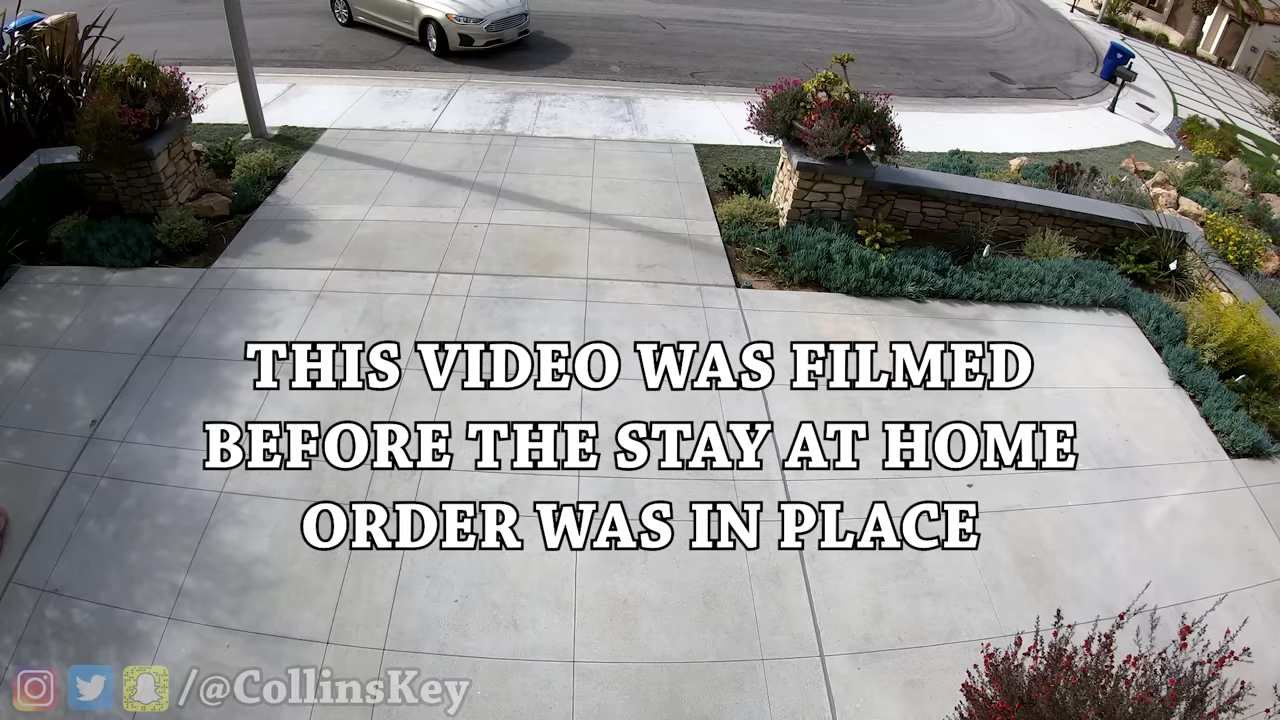 THIS VIDEO WAS FILMED
BEFORE THE STAY AT HOME
ORDER WAS IN PLACE
/@CollinsKey